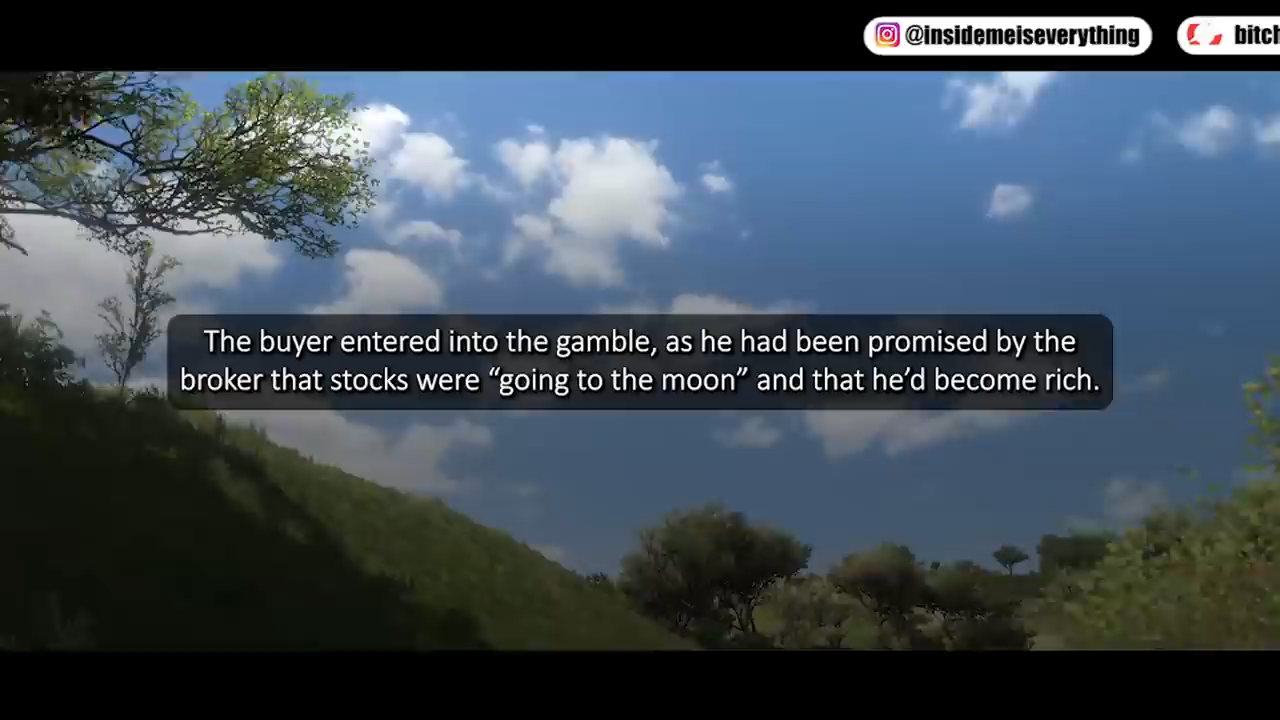 @insidemeiseverything
bitch
The buyer entered into the gamble, as he had been promised by the
broker that stocks were “going to the moon” and that he’d become rich.